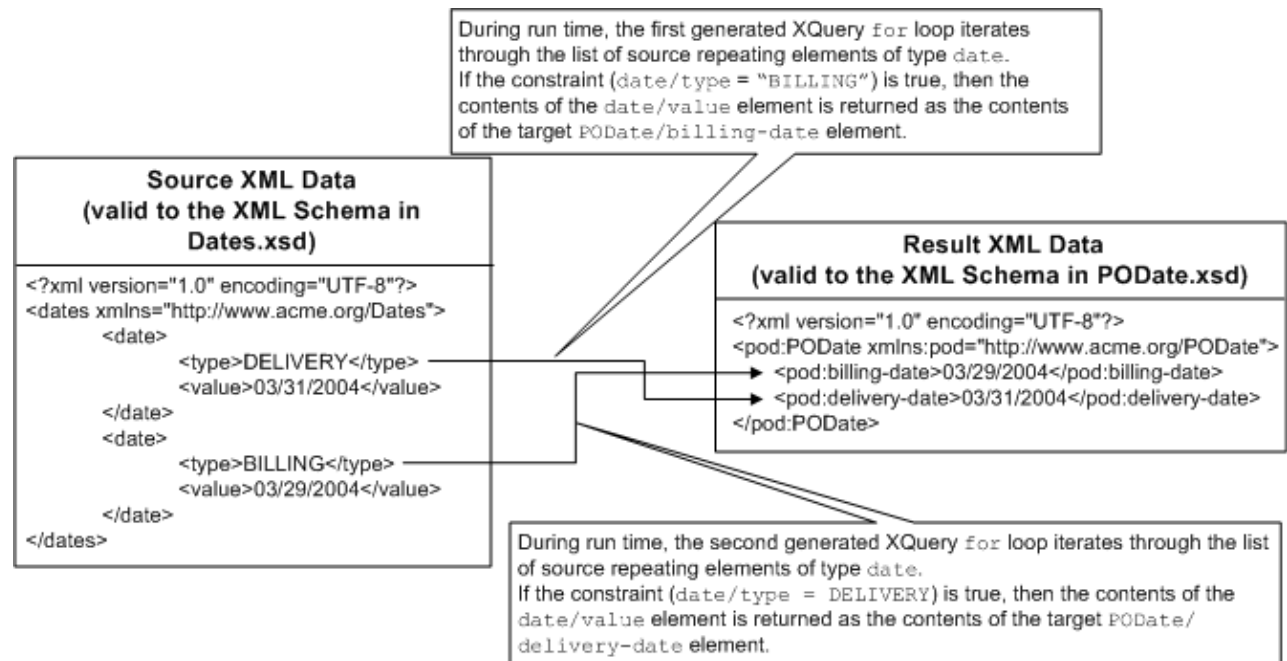 During run time, the first generated XQuery for loop iterates
through the list of source repeating elements of type date.
If the constraint (date/type = "BILLING") is true, then the
contents of the date/value element is returned as the contents
of the target PODate/billing-date element.
Source XML Data
(valid to the XML Schema in
Dates.xsd)
<?xml version="1.0" encoding="UTF-8"?>
<dates xmlns="http://www.acme.org/Dates">
<date>
<type>DELIVERY</type>
<value>03/31/2004</value>
</date>
<date>
<type>BILLING</type>
<value>03/29/2004</value>
</date>
</dates>
Result XML Data
(valid to the XML Schema in PODate.xsd)
<?xml version="1.0" encoding="UTF-8"?>
<pod:PODate xmlns:pod="http://www.acme.org/PODate">
<pod:billing-date>03/29/2004</pod:billing-date>
<pod:delivery-date>03/31/2004</pod:delivery-date>
</pod:PODate>
During run time, the second generated XQuery for loop iterates through the list
of source repeating elements of type date.
If the constraint (date/type = DELIVERY) is true, then the contents of the
date/value element is returned as the contents of the target PODate/
delivery-date element.